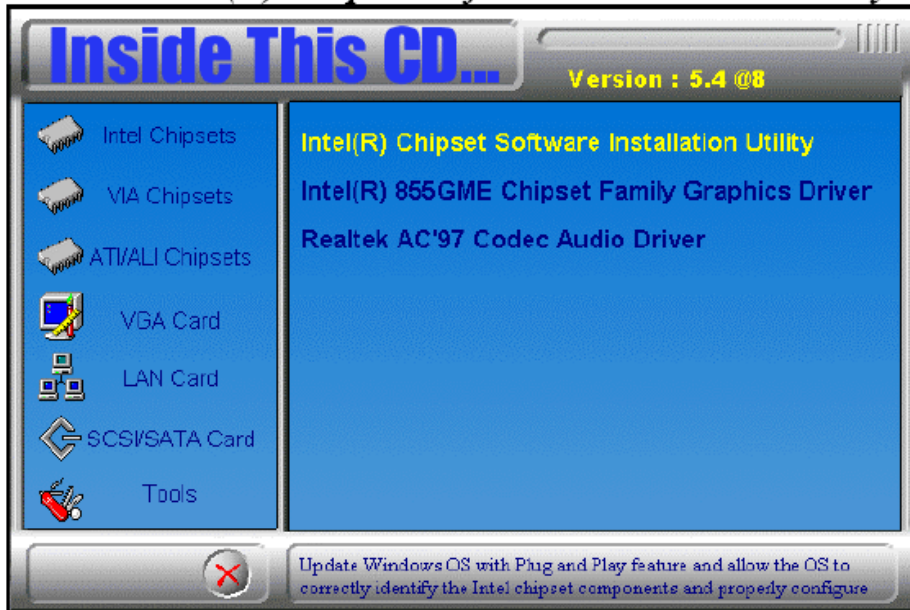 Inside This CD...
Version : 5.4 @8
Intel Chipsets
VIA Chipsets
ATI/ALI Chipsets
VGA Card
LAN Card
SCSI/SATA Card
Tools
Intel(R) Chipset Software Installation Utility
Intel(R) 855GME Chipset Family Graphics Driver
Realtek AC'97 Codec Audio Driver
Update Windows OS with Plug and Play feature and allow the OS to
correctly identify the Intel chipset components and properly configure